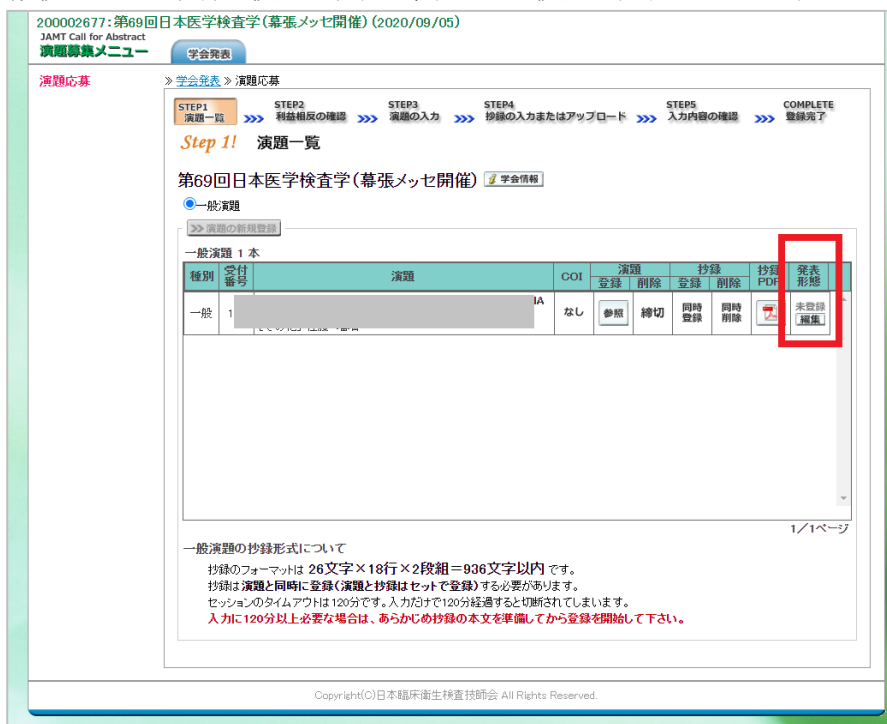 200002677:第69回日本医学検査学(幕張メッセ開催) (2020/09/05)
JAMT Call for Abstract
演題募集メニュー
学会発表
演題応募
» 学会発表 » 演題応募
STEP1 演題一覧 >>> STEP2 利益相反の確認 >>> STEP3 演題の入力 >>> STEP4 抄録の入力またはアップロード >>> STEP5 入力内容の確認 >>> COMPLETE 登録完了
Step 1! 演題一覧
第69回日本医学検査学(幕張メッセ開催) 学会情報
一般演題
>> 演題の新規登録
一般演題 1 本
種別 受付番号 演題 COI 演題 登録 削除 抄録 登録 削除 抄録PDF 発表形態
一般 1 IA なし 参照 締切 同時登録 同時削除 未登録 編集
1/1ページ
一般演題の抄録形式について
抄録のフォーマットは 26文字×18行×2段組=936文字以内 です。
抄録は演題と同時に登録(演題と抄録はセットで登録)する必要があります。
セッションのタイムアウトは120分です。入力だけで120分経過すると切断されてしまいます。
入力に120分以上必要な場合は、あらかじめ抄録の本文を準備してから登録を開始して下さい。
Copyright(C)日本臨床衛生検査技師会 All Rights Reserved.